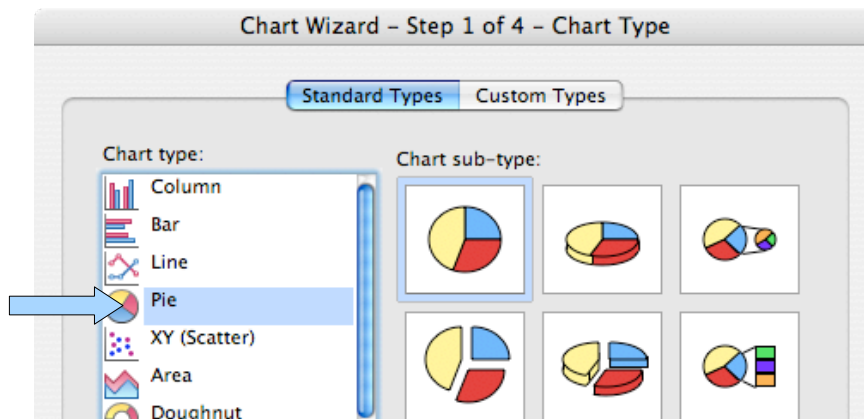 Chart Wizard – Step 1 of 4 – Chart Type
Standard Types
Custom Types
Chart type:
Column
Bar
Line
Pie
XY (Scatter)
Area
Doughnut
Chart sub-type: